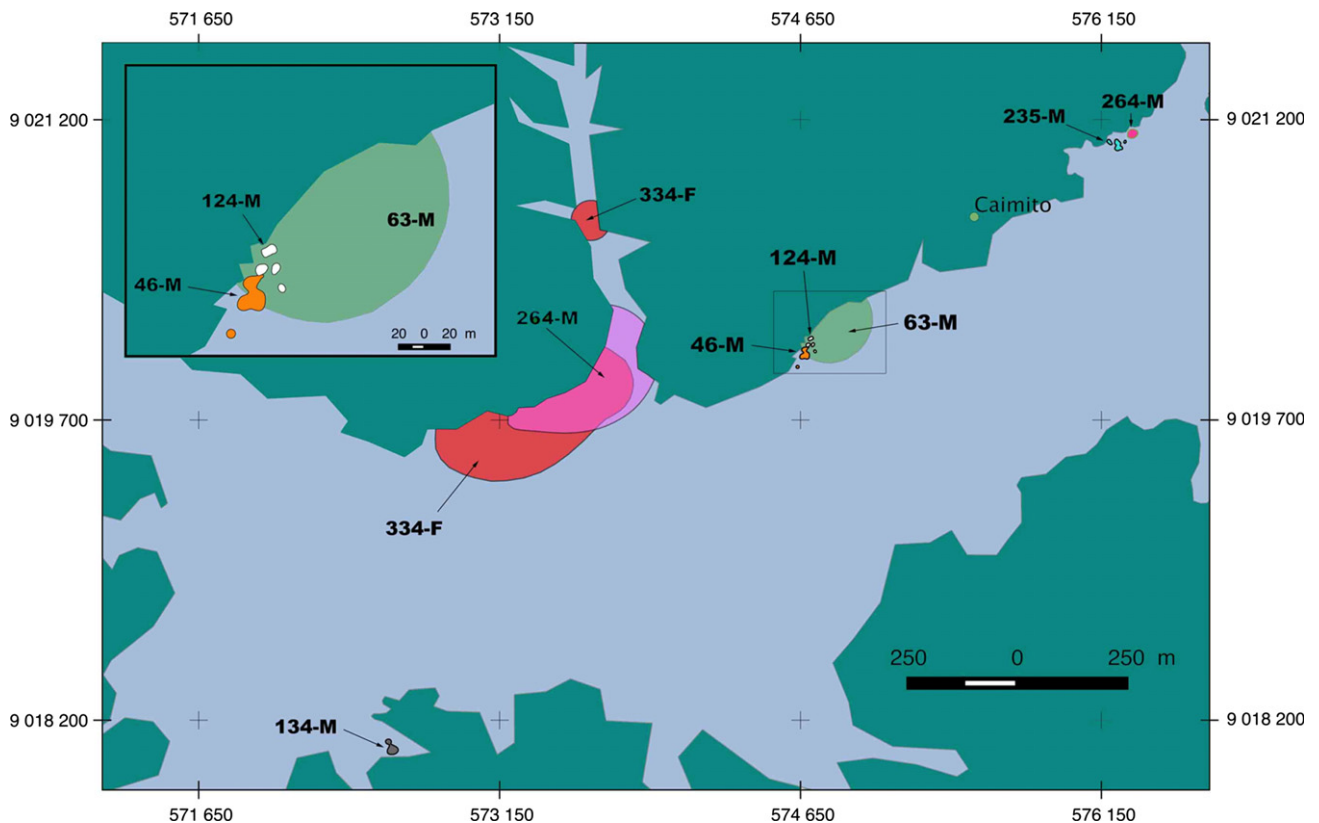 571 650
573 150
574 650
576 150
9 021 200
9 021 200
235-M
264-M
124-M
63-M
334-F
Caimito
46-M
20 0 20 m
124-M
264-M
63-M
46-M
9 019 700
9 019 700
334-F
250 0 250 m
134-M
9 018 200
9 018 200
571 650
573 150
574 650
576 150